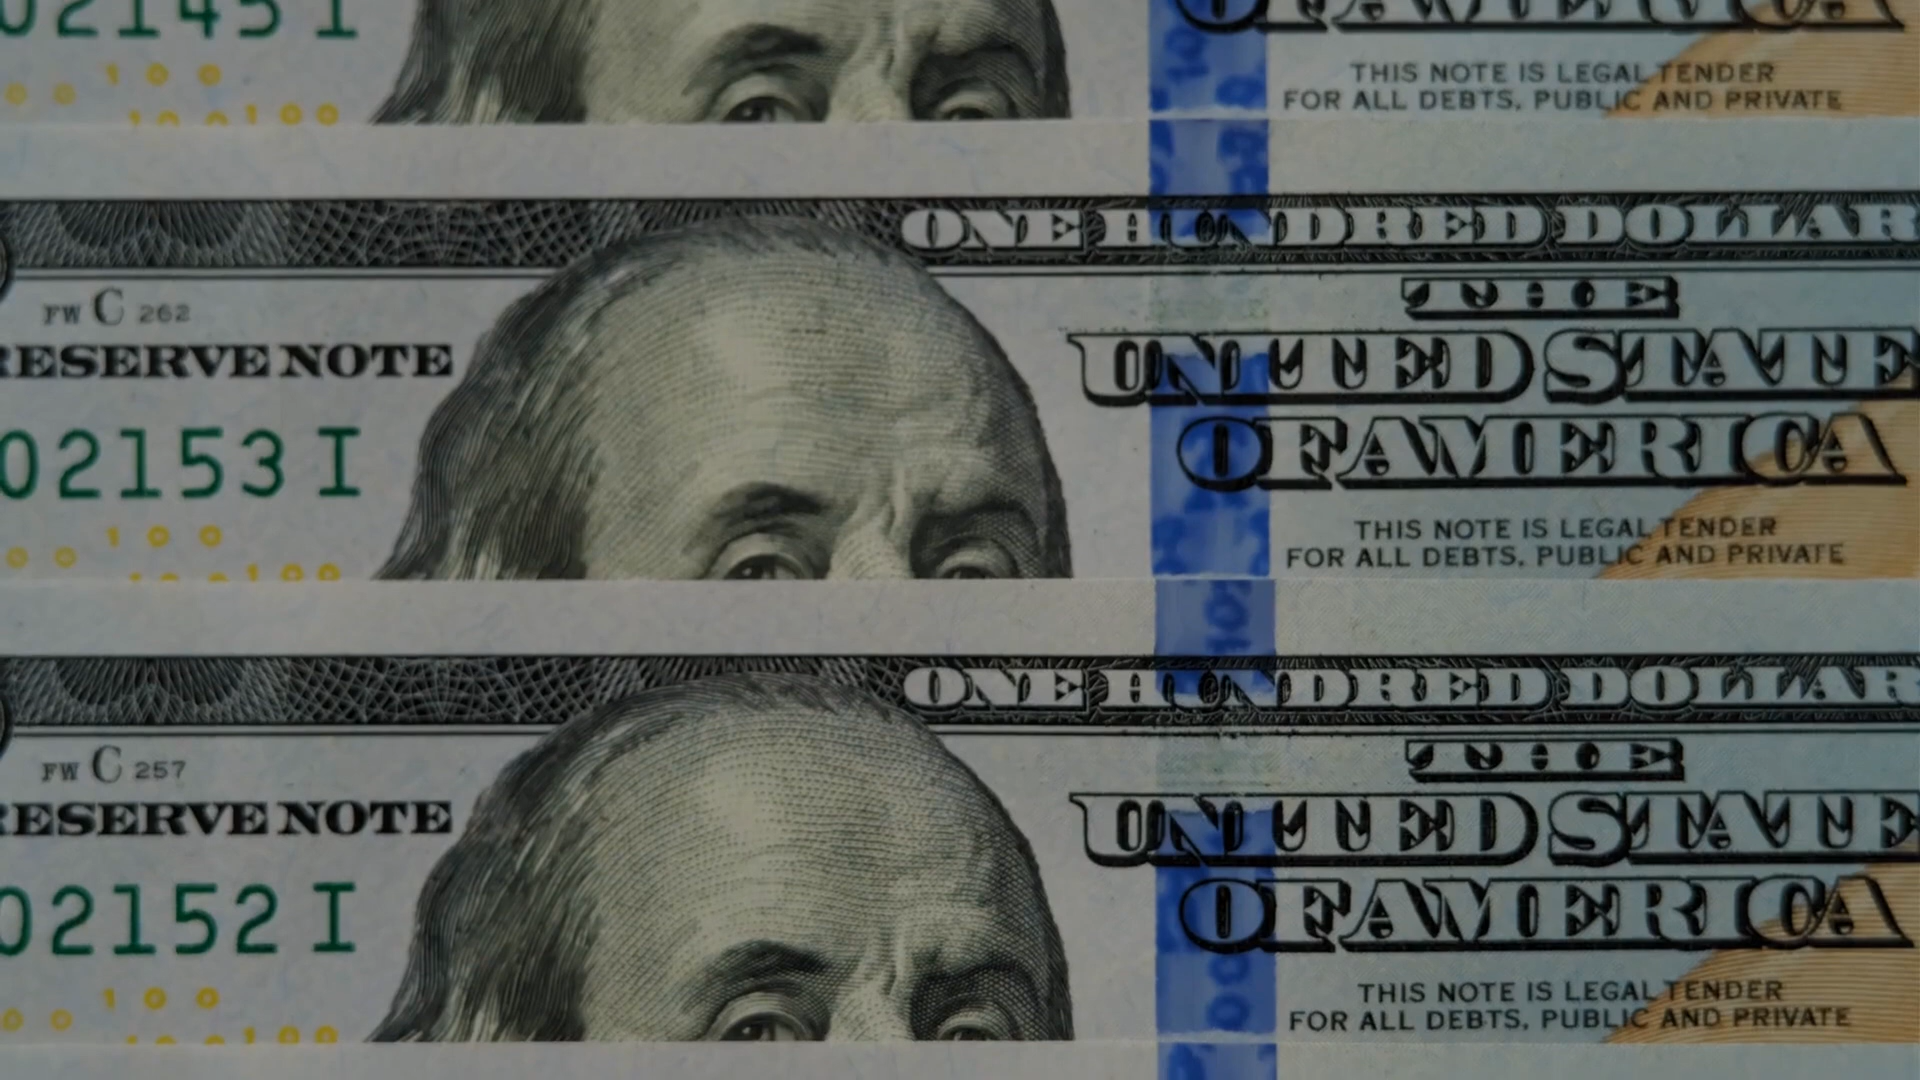 02145 I
100
OF AMERICA
THIS NOTE IS LEGAL TENDER
FOR ALL DEBTS, PUBLIC AND PRIVATE
ONE HUNDRED DOLLAR
FW C 262
RESERVE NOTE
02153 I
100
THE
UNITED STATE
OF AMERICA
THIS NOTE IS LEGAL TENDER
FOR ALL DEBTS, PUBLIC AND PRIVATE
ONE HUNDRED DOLLAR
FW C 257
RESERVE NOTE
02152 I
100
THE
UNITED STATE
OF AMERICA
THIS NOTE IS LEGAL TENDER
FOR ALL DEBTS, PUBLIC AND PRIVATE